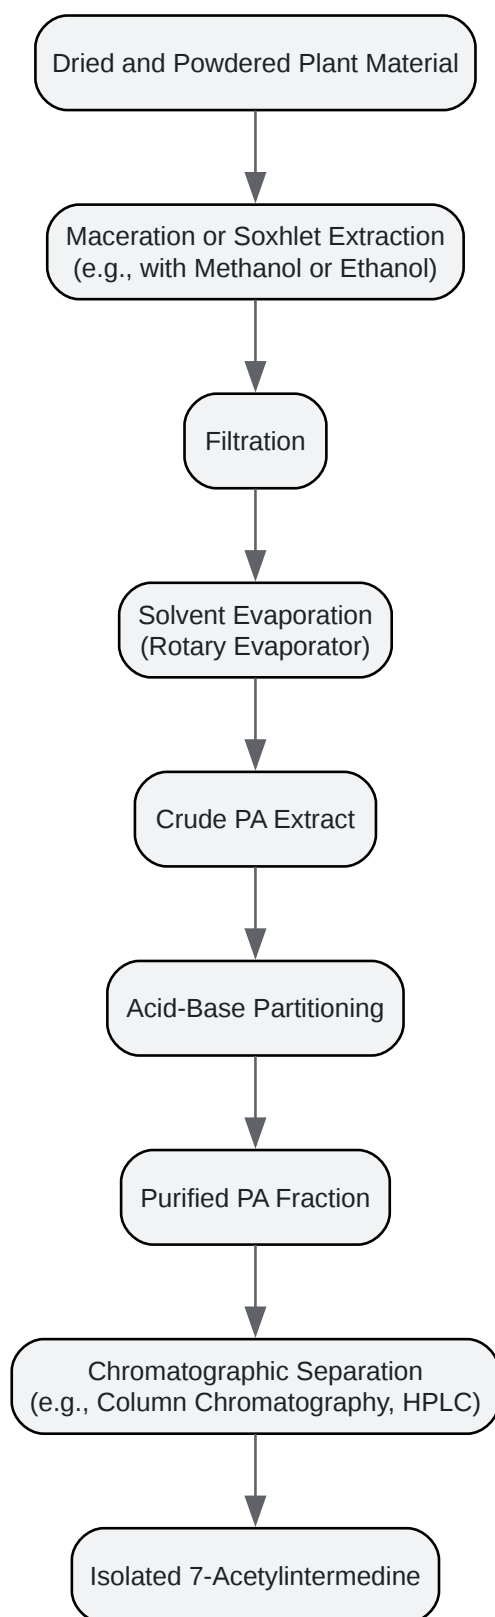 Dried and Powdered Plant Material
Maceration or Soxhlet Extraction
(e.g., with Methanol or Ethanol)
Filtration
Solvent Evaporation
(Rotary Evaporator)
Crude PA Extract
Acid-Base Partitioning
Purified PA Fraction
Chromatographic Separation
(e.g., Column Chromatography, HPLC)
Isolated 7-Acetylintermedine